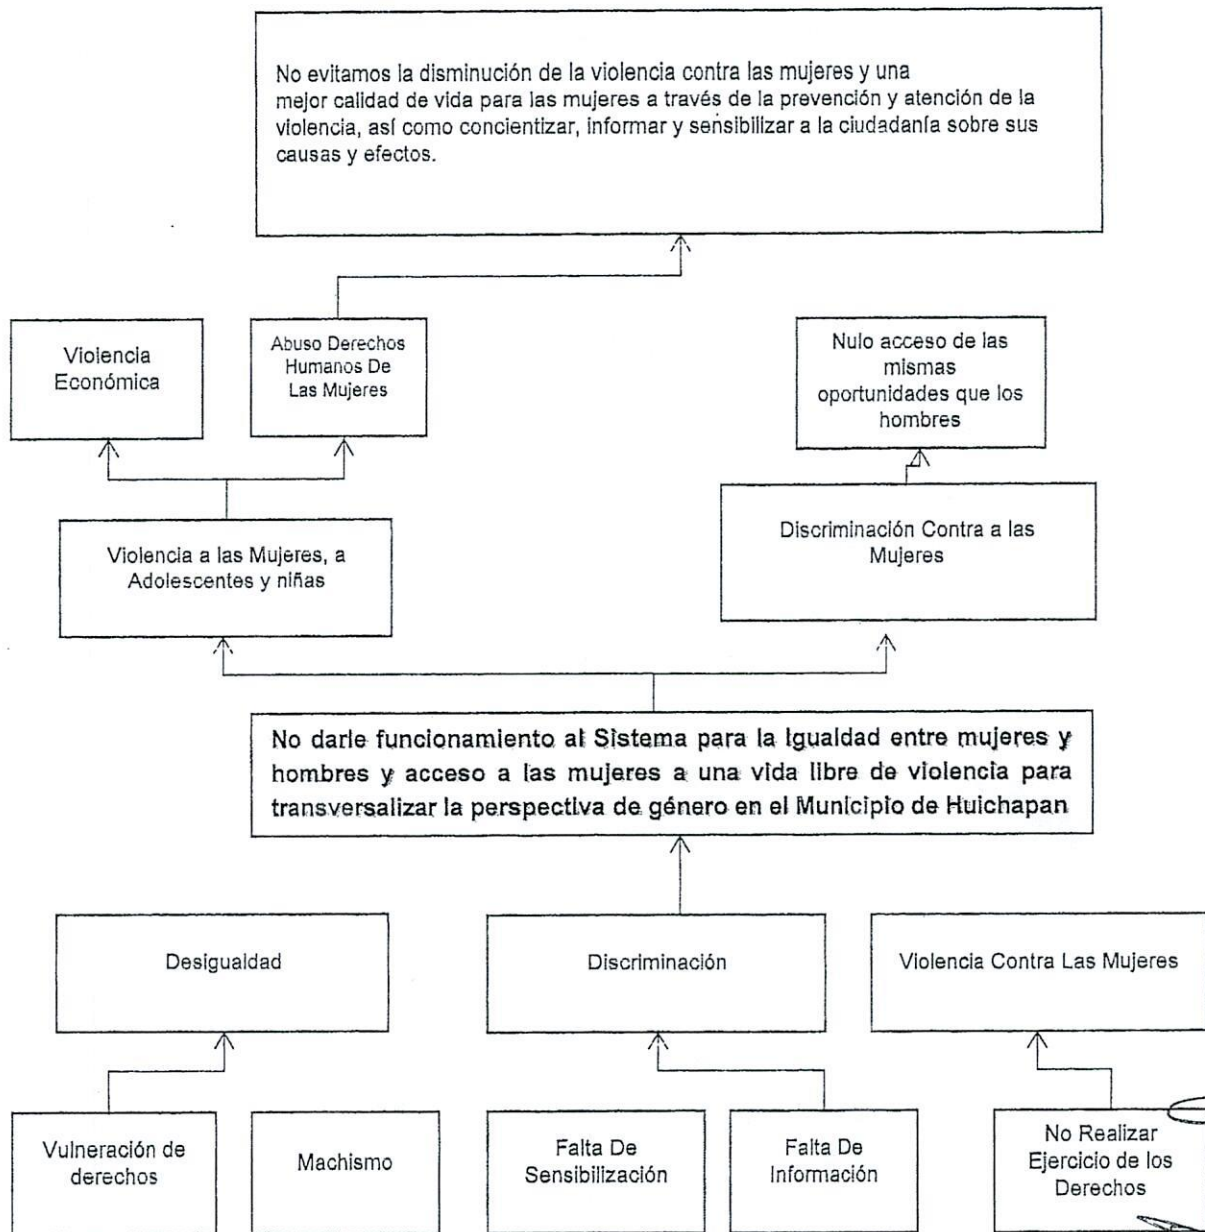 No evitamos la disminución de la violencia contra las mujeres y una
mejor calidad de vida para las mujeres a través de la prevención y atención de la
violencia, así como concientizar, informar y sensibilizar a la ciudadanía sobre sus
causas y efectos.
Violencia
Económica
Abuso Derechos
Humanos De
Las Mujeres
Nulo acceso de las
mismas
oportunidades que los
hombres
Violencia a las Mujeres, a
Adolescentes y niñas
Discriminación Contra a las
Mujeres
No darle funcionamiento al Sistema para la Igualdad entre mujeres y
hombres y acceso a las mujeres a una vida libre de violencia para
transversalizar la perspectiva de género en el Municipio de Huichapan
Desigualdad
Discriminación
Violencia Contra Las Mujeres
Vulneración de
derechos
Machismo
Falta De
Sensibilización
Falta De
Información
No Realizar
Ejercicio de los
Derechos